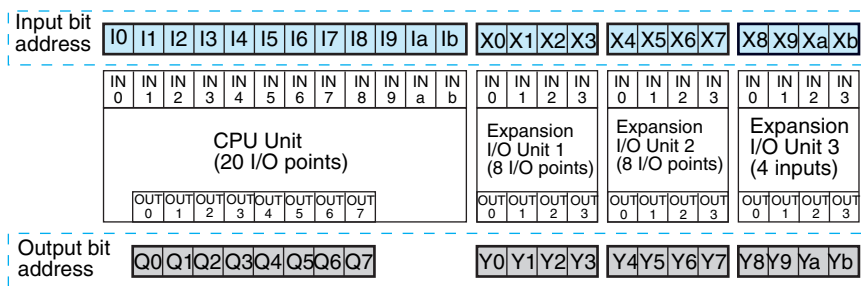 Input bit
address
I0 I1 I2 I3 I4 I5 I6 I7 I8 I9 Ia Ib X0 X1 X2 X3 X4 X5 X6 X7 X8 X9 Xa Xb
IN IN IN IN IN IN IN IN IN IN IN IN IN IN IN IN IN IN IN IN IN IN IN IN
0 1 2 3 4 5 6 7 8 9 a b 0 1 2 3 0 1 2 3 0 1 2 3
CPU Unit
(20 I/O points)
Expansion
I/O Unit 1
(8 I/O points)
Expansion
I/O Unit 2
(8 I/O points)
Expansion
I/O Unit 3
(4 inputs)
OUT OUT OUT OUT OUT OUT OUT OUT OUT OUT OUT OUT OUT OUT OUT OUT OUT OUT OUT OUT
0 1 2 3 4 5 6 7 0 1 2 3 0 1 2 3 0 1 2 3
Output bit
address
Q0 Q1 Q2 Q3 Q4 Q5 Q6 Q7 Y0 Y1 Y2 Y3 Y4 Y5 Y6 Y7 Y8 Y9 Ya Yb